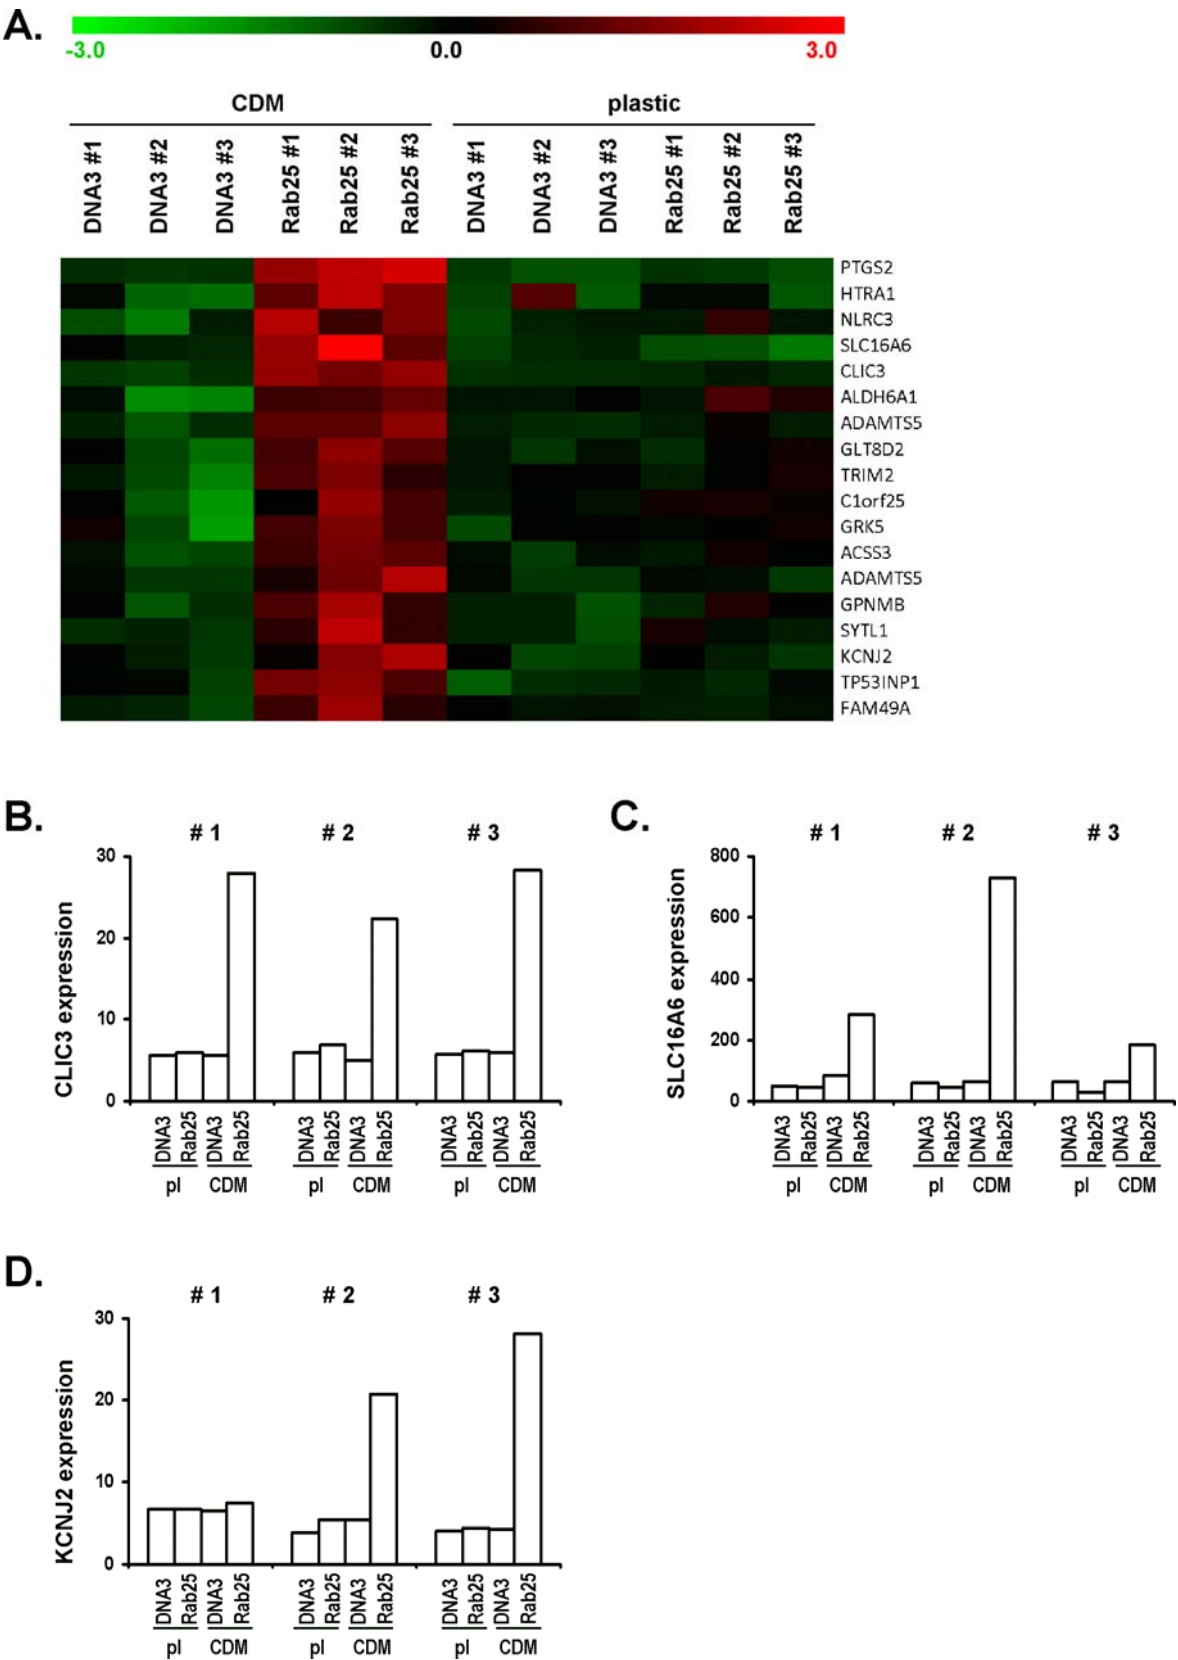 A.
-3.0 0.0 3.0
CDM plastic
DNA3 #1 DNA3 #2 DNA3 #3 Rab25 #1 Rab25 #2 Rab25 #3 DNA3 #1 DNA3 #2 DNA3 #3 Rab25 #1 Rab25 #2 Rab25 #3
PTGS2
HTRA1
NLRC3
SLC16A6
CLIC3
ALDH6A1
ADAMTS5
GLT8D2
TRIM2
C1orf25
GRK5
ACSS3
ADAMTS5
GPNMB
SYTL1
KCNJ2
TP53INP1
FAM49A
B.
# 1 # 2 # 3
CLIC3 expression
30
20
10
0
DNA3 Rab25 DNA3 Rab25 DNA3 Rab25 DNA3 Rab25 DNA3 Rab25 DNA3 Rab25
pl CDM pl CDM pl CDM
C.
# 1 # 2 # 3
SLC16A6 expression
800
600
400
200
0
DNA3 Rab25 DNA3 Rab25 DNA3 Rab25 DNA3 Rab25 DNA3 Rab25 DNA3 Rab25
pl CDM pl CDM pl CDM
D.
# 1 # 2 # 3
KCNJ2 expression
30
20
10
0
DNA3 Rab25 DNA3 Rab25 DNA3 Rab25 DNA3 Rab25 DNA3 Rab25 DNA3 Rab25
pl CDM pl CDM pl CDM